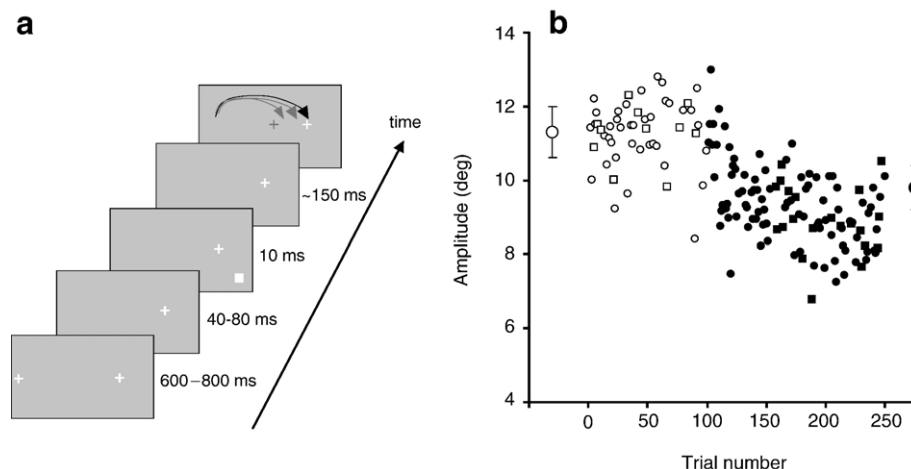 a
b
time
~150 ms
10 ms
40-80 ms
600–800 ms
Amplitude (deg)
14
12
10
8
6
4
0 50 100 150 200 250
Trial number